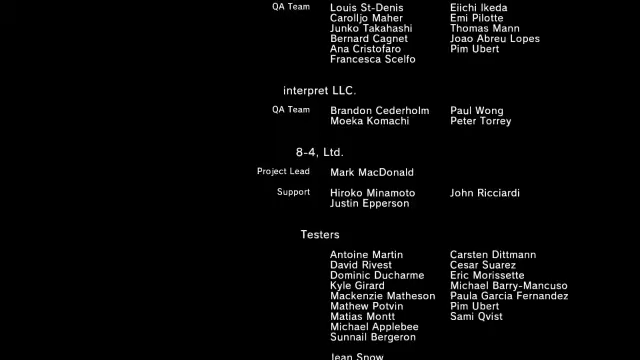 QA Team Louis St-Denis Eiichi Ikeda
Carolljo Maher Emi Pilotte
Junko Takahashi Thomas Mann
Bernard Cagnet Joao Abreu Lopes
Ana Cristofaro Pim Ubert
Francesca Scelfo
interpret LLC.
QA Team Brandon Cederholm Paul Wong
Moeka Komachi Peter Torrey
8-4, Ltd.
Project Lead Mark MacDonald
Support Hiroko Minamoto John Ricciardi
Justin Epperson
Testers
Antoine Martin Carsten Dittmann
David Rivest Cesar Suarez
Dominic Ducharme Eric Morissette
Kyle Girard Michael Barry-Mancuso
Mackenzie Matheson Paula Garcia Fernandez
Mathew Potvin Pim Ubert
Matias Montt Sami Qvist
Michael Applebee
Sunnail Bergeron
Jean Snow